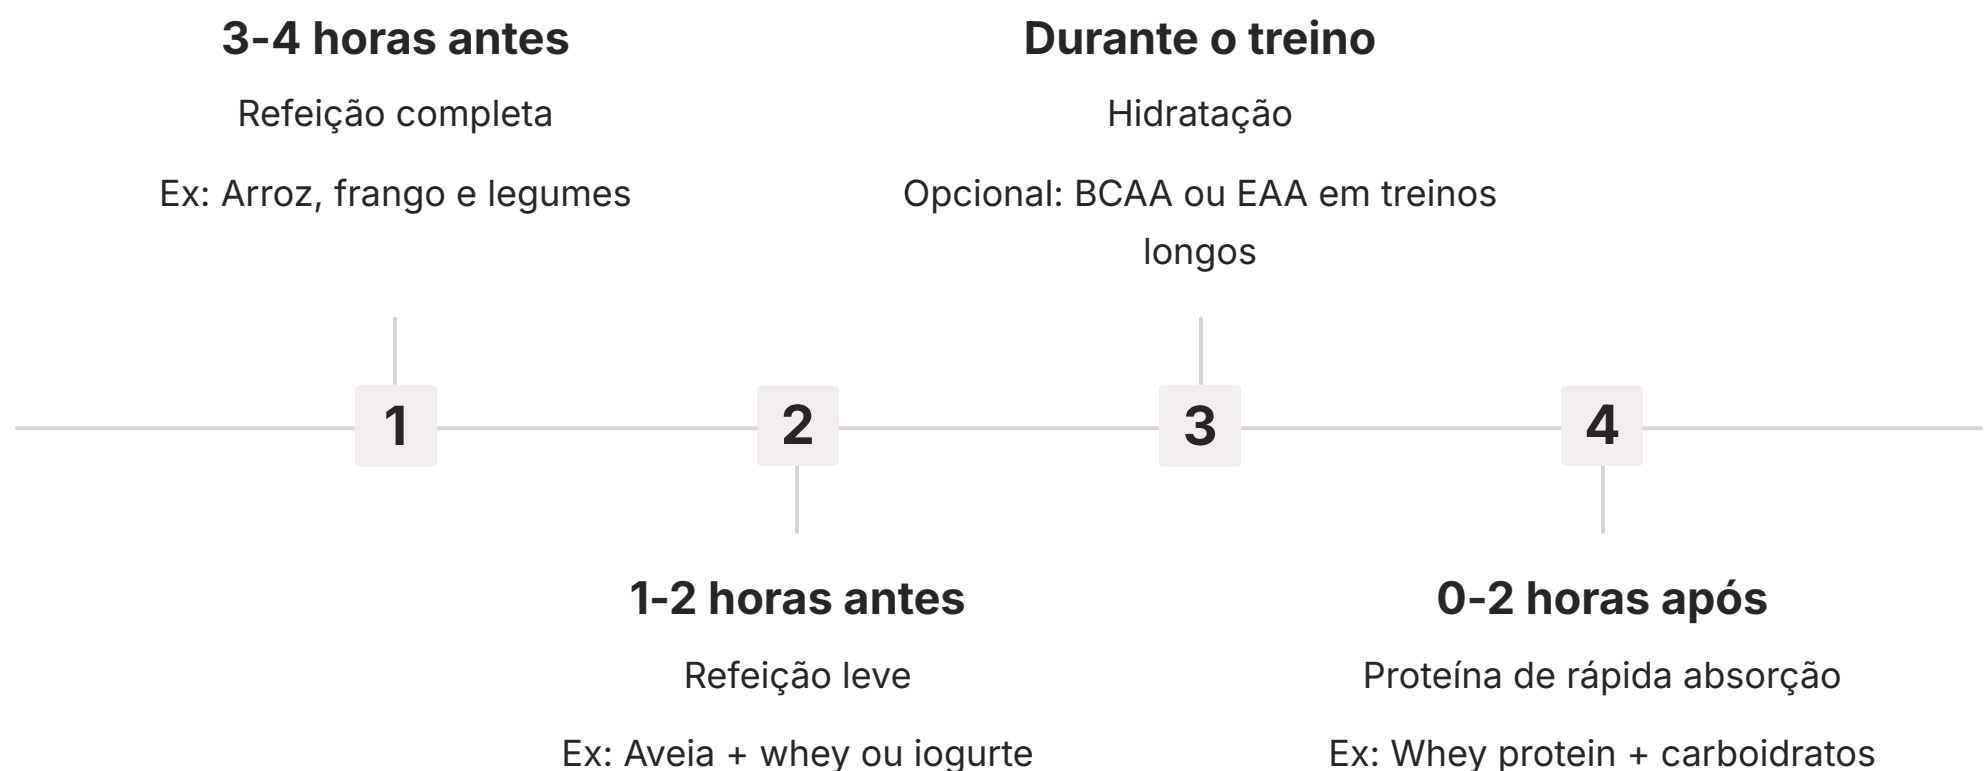 3-4 horas antes
Refeição completa
Ex: Arroz, frango e legumes
Durante o treino
Hidratação
Opcional: BCAA ou EAA em treinos
longos
1
2
3
4
1-2 horas antes
Refeição leve
Ex: Aveia + whey ou iogurte
0-2 horas após
Proteína de rápida absorção
Ex: Whey protein + carboidratos